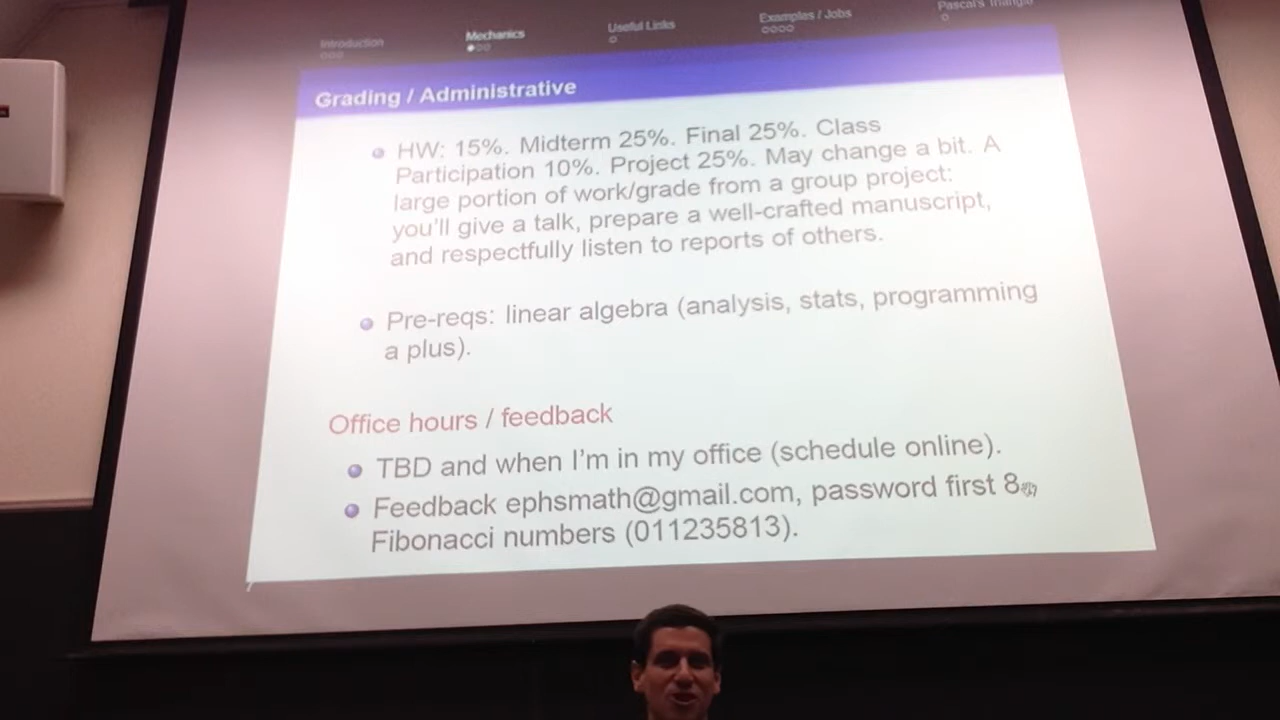 Introduction
Mechanics
Useful Links
Examples / Jobs
Pascal's Triangle
Grading / Administrative
HW: 15%. Midterm 25%. Final 25%. Class
Participation 10%. Project 25%. May change a bit. A
large portion of work/grade from a group project:
you'll give a talk, prepare a well-crafted manuscript,
and respectfully listen to reports of others.
Pre-reqs: linear algebra (analysis, stats, programming
a plus).
Office hours / feedback
TBD and when I'm in my office (schedule online).
Feedback ephsmath@gmail.com, password first 8
Fibonacci numbers (011235813).